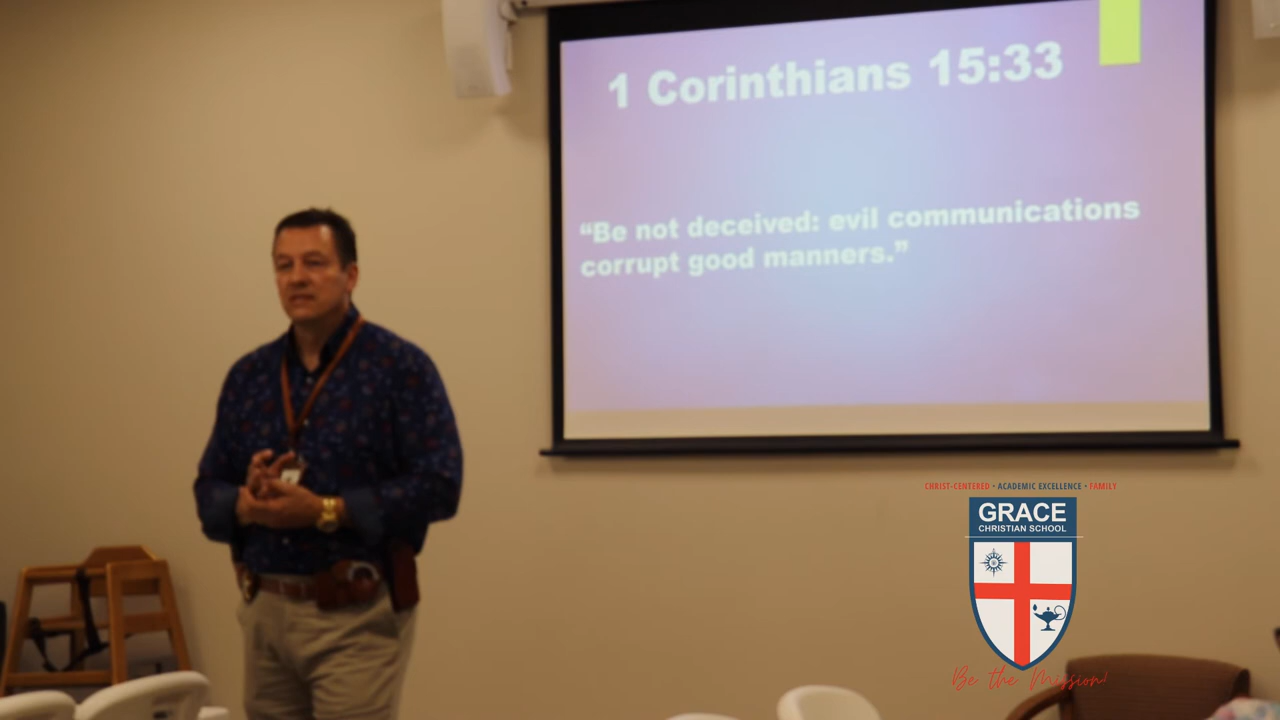 1 Corinthians 15:33
“Be not deceived: evil communications
corrupt good manners.”
CHRIST-CENTERED • ACADEMIC EXCELLENCE • FAMILY
GRACE
CHRISTIAN SCHOOL
Be the Mission!